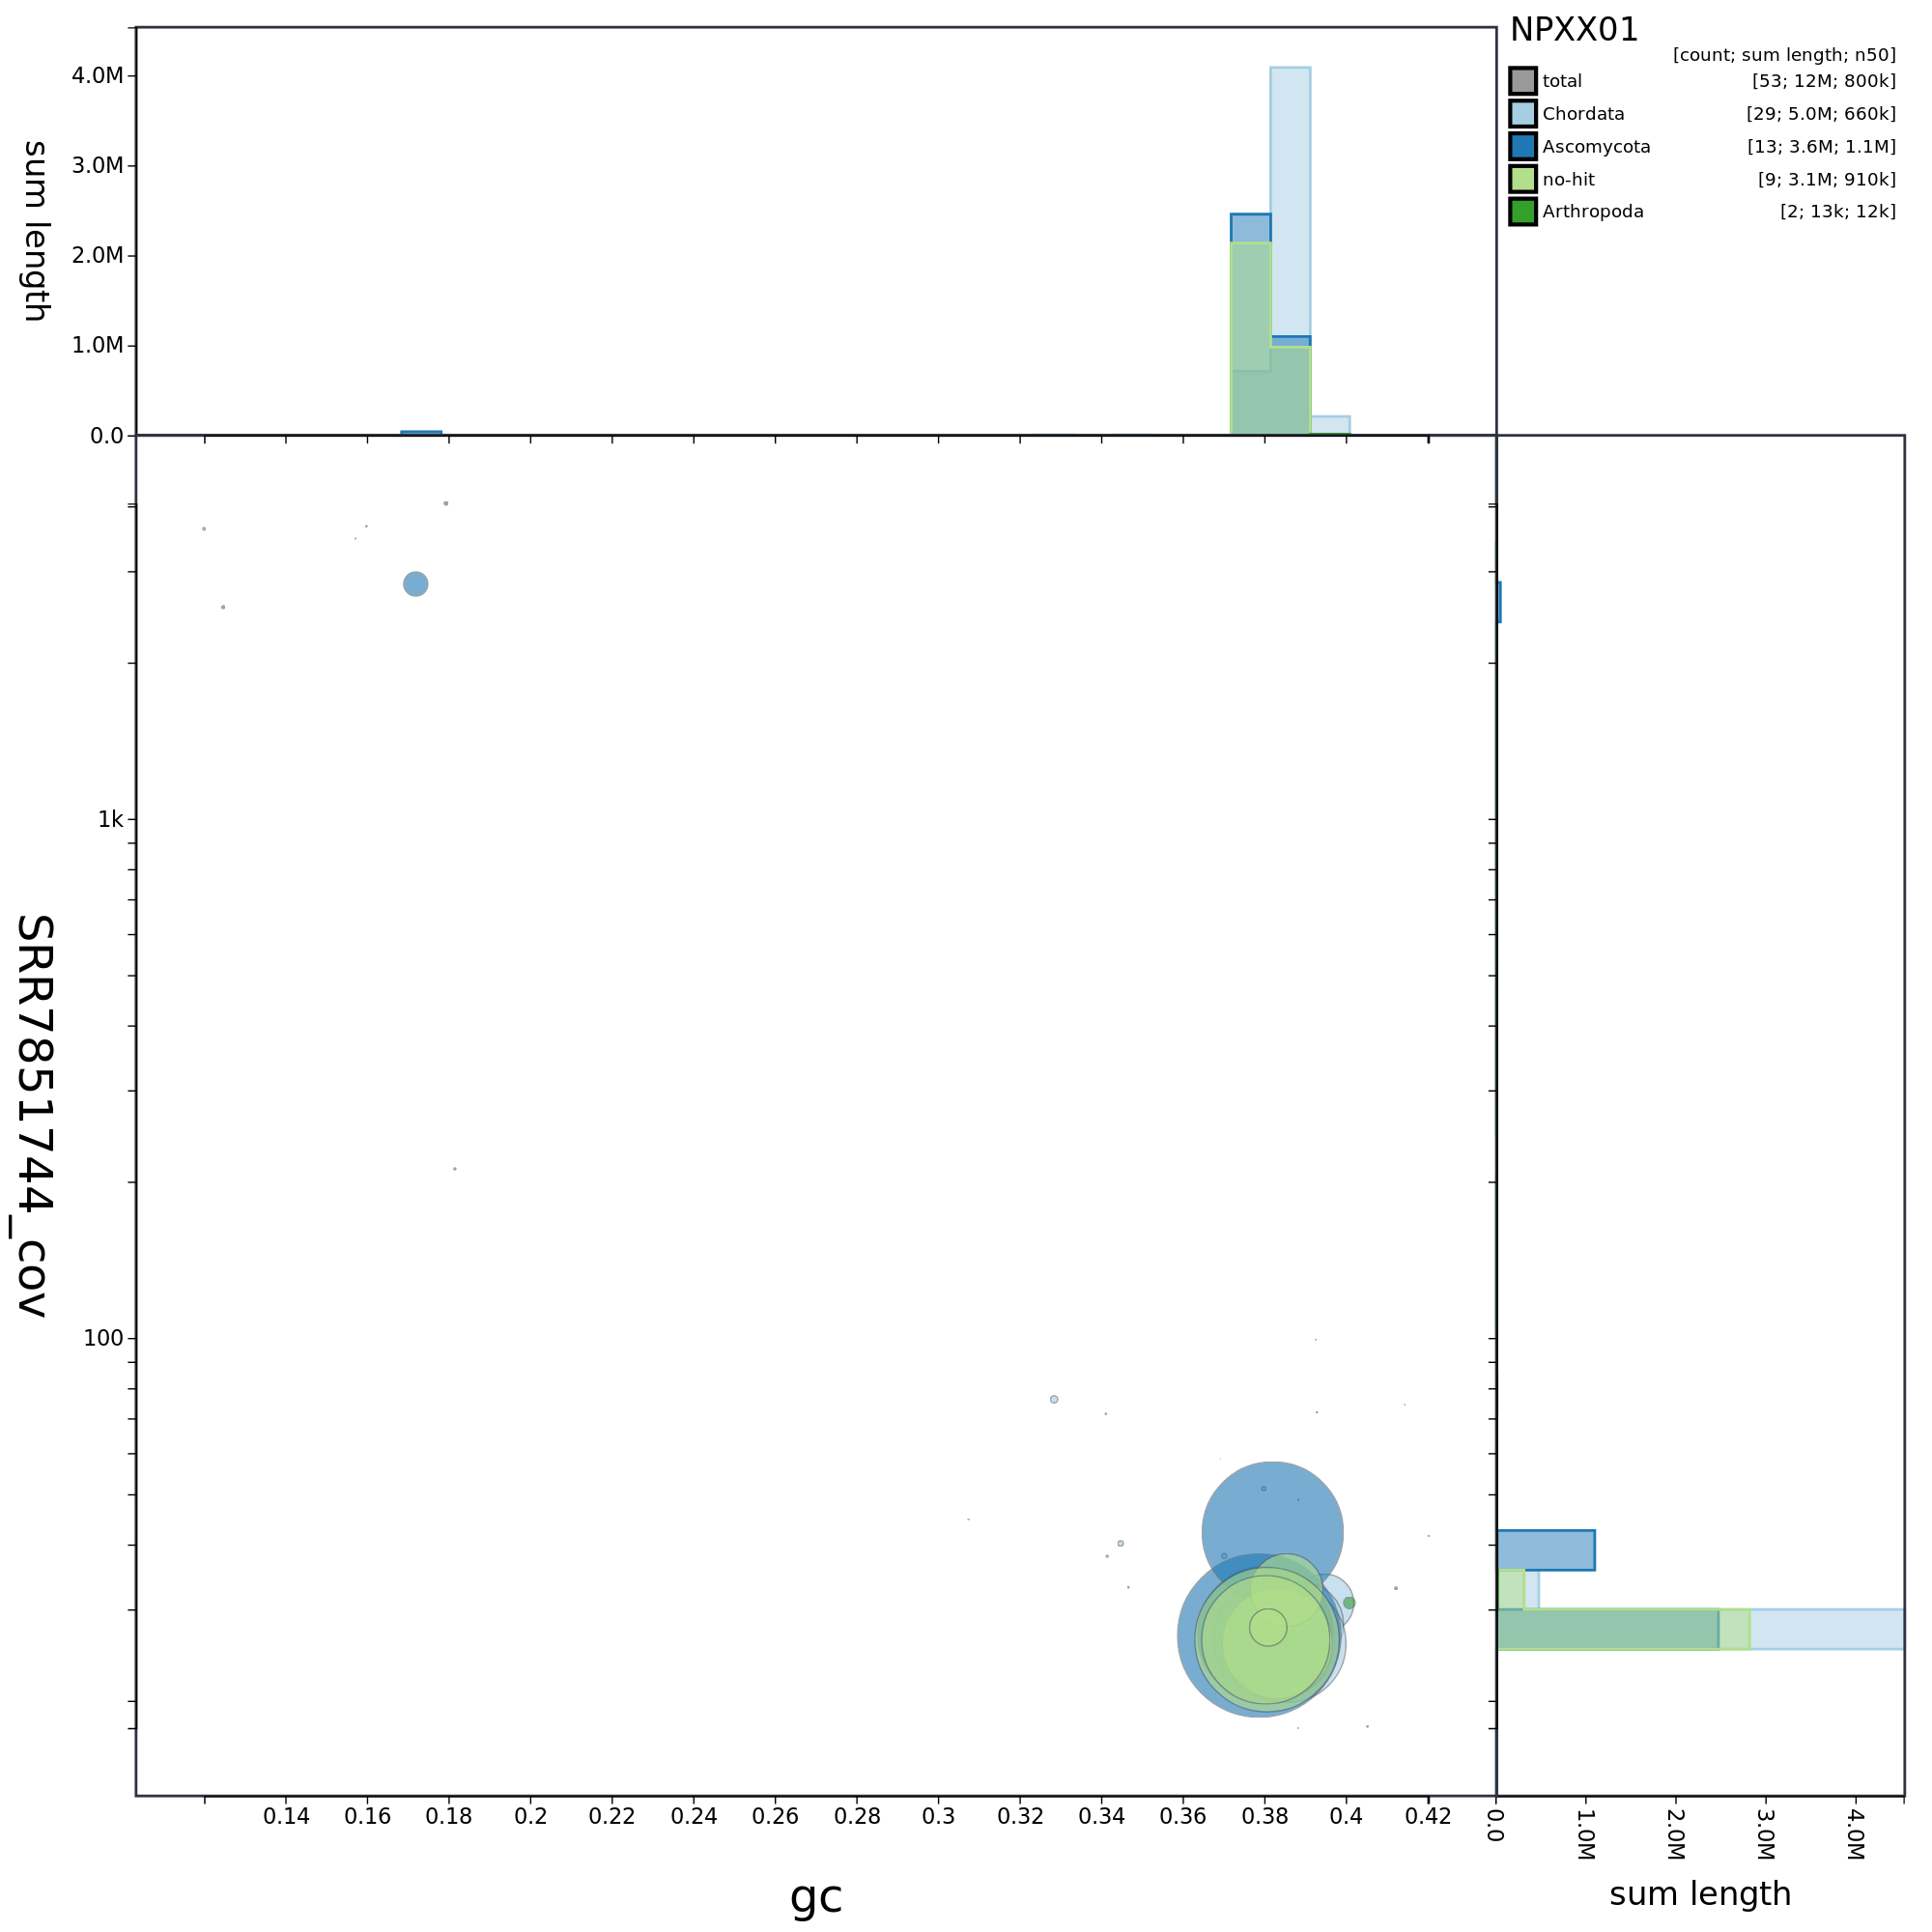 NPXX01
[count; sum length; n50]
total [53; 12M; 800k]
Chordata [29; 5.0M; 660k]
Ascomycota [13; 3.6M; 1.1M]
no-hit [9; 3.1M; 910k]
Arthropoda [2; 13k; 12k]
sum length
4.0M
3.0M
2.0M
1.0M
0.0
SRR7851744_cov
1k
100
0.14 0.16 0.18 0.2 0.22 0.24 0.26 0.28 0.3 0.32 0.34 0.36 0.38 0.4 0.42
gc
0.0 1.0M 2.0M 3.0M 4.0M
sum length